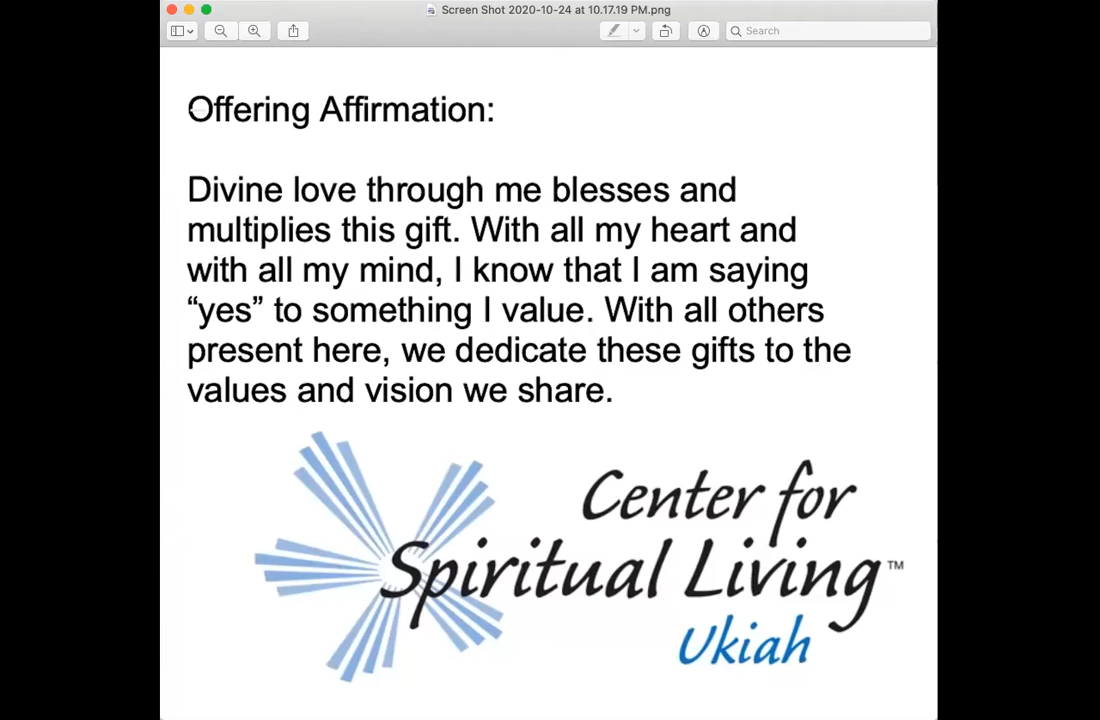 Screen Shot 2020-10-24 at 10.17.19 PM.png
Search
Offering Affirmation:
Divine love through me blesses and
multiplies this gift. With all my heart and
with all my mind, I know that I am saying
“yes” to something I value. With all others
present here, we dedicate these gifts to the
values and vision we share.
Center for
Spiritual Living™
Ukiah